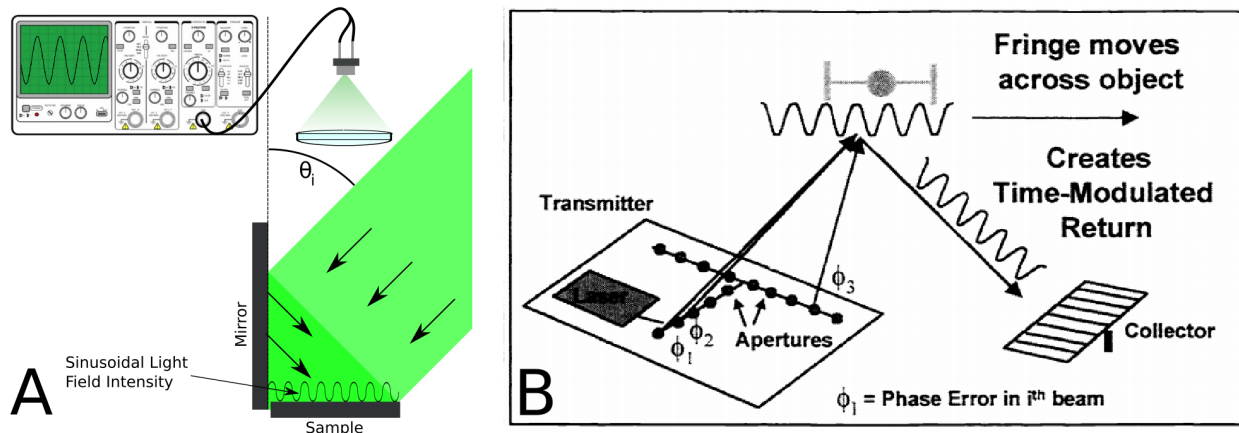 θi
Mirror
Sinusoidal Light
Field Intensity
A
Sample
Fringe moves
across object
Creates
Time-Modulated
Return
Transmitter
Laser
ϕ1
ϕ2
Apertures
ϕ3
Collector
B
ϕ1 = Phase Error in ith beam